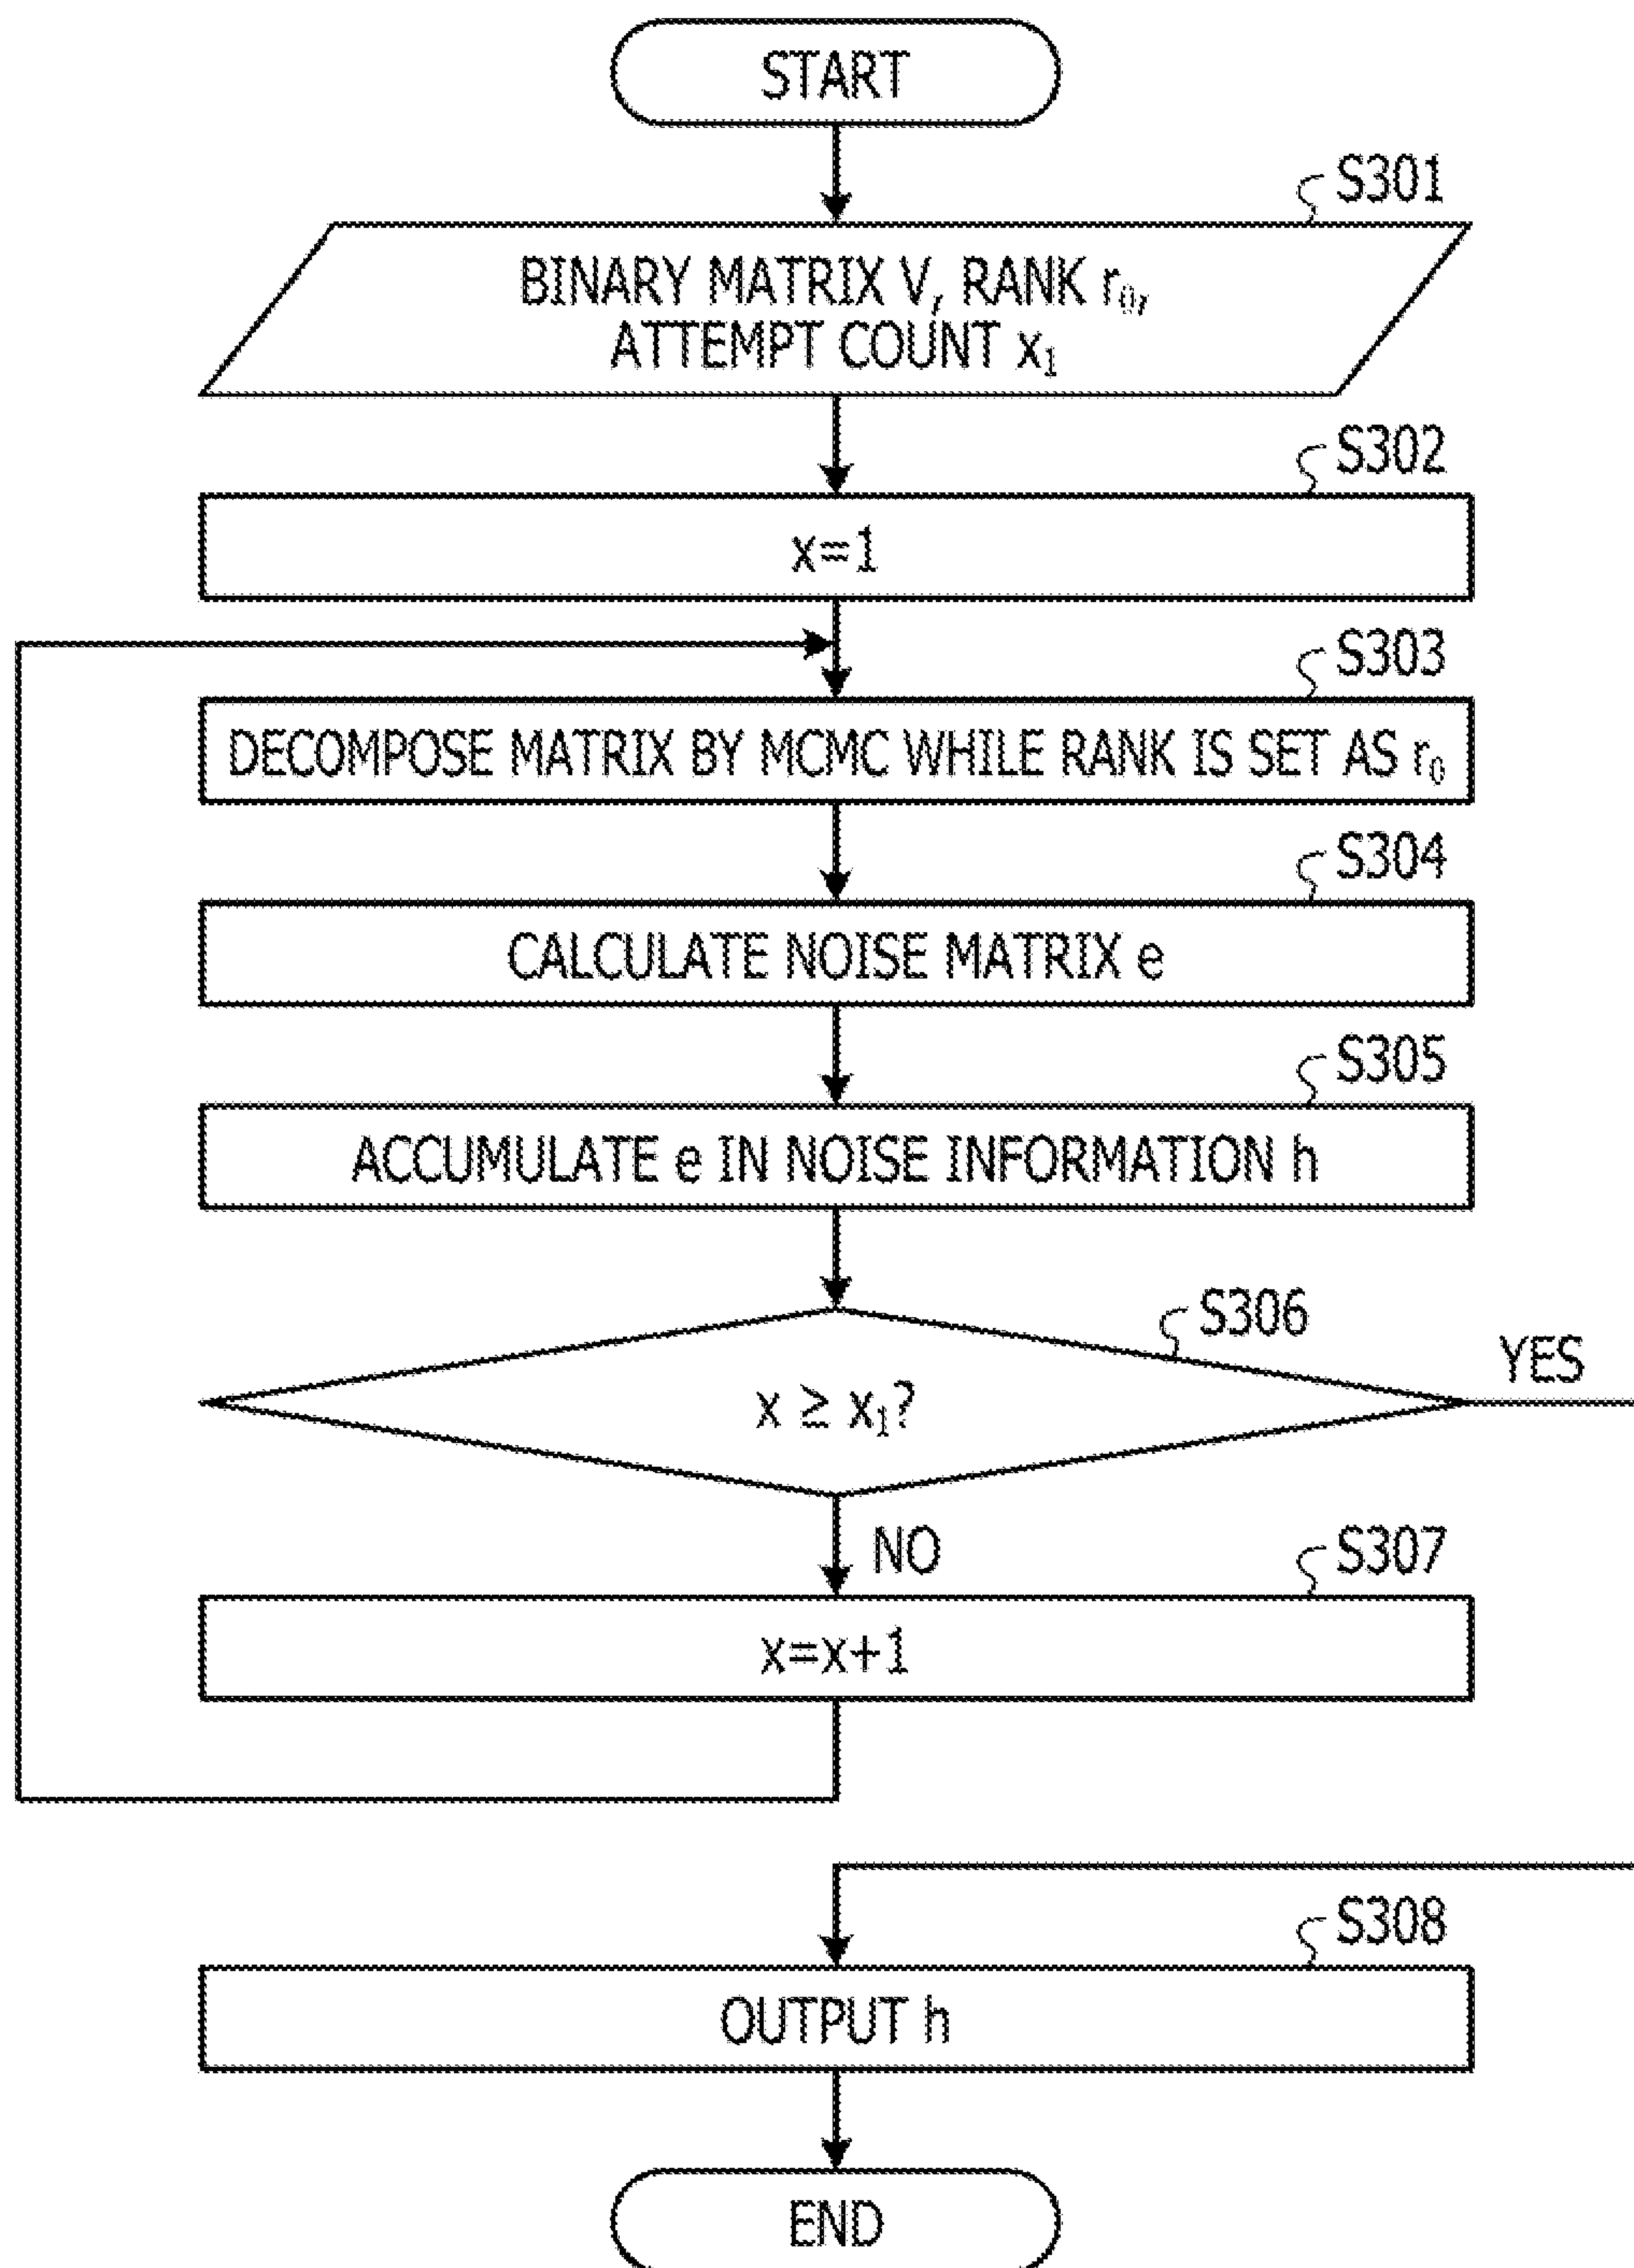 START
S301
BINARY MATRIX V, RANK r₀,
ATTEMPT COUNT x₁
S302
x=1
S303
DECOMPOSE MATRIX BY MCMC WHILE RANK IS SET AS r₀
S304
CALCULATE NOISE MATRIX e
S305
ACCUMULATE e IN NOISE INFORMATION h
S306
YES
x ≥ x₁?
NO
S307
x=x+1
S308
OUTPUT h
END